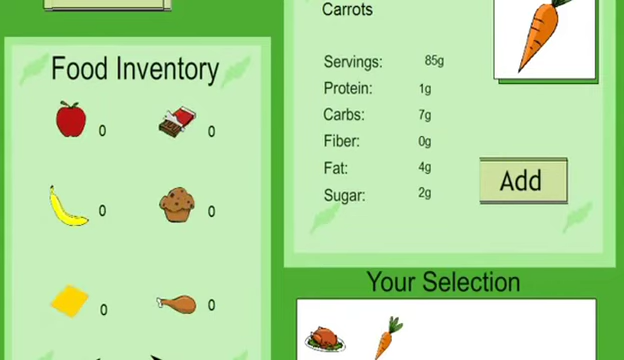 Food Inventory
0 0
0 0
0 0
Carrots
Servings: 85g
Protein: 1g
Carbs: 7g
Fiber: 0g
Fat: 4g
Sugar: 2g
Add
Your Selection